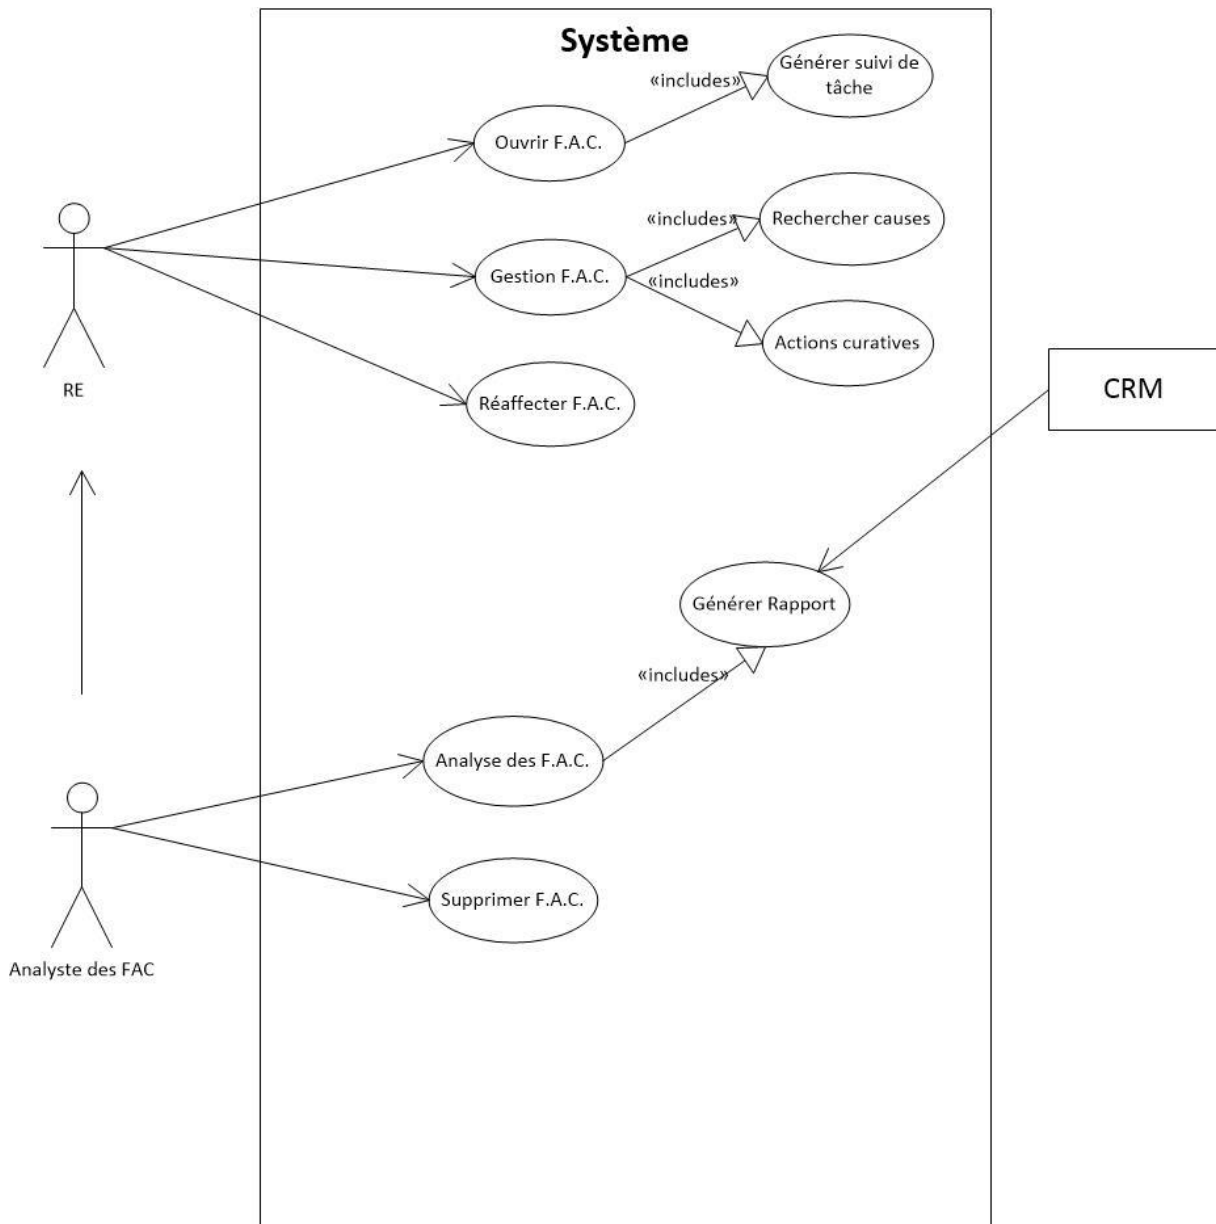 Système
Générer suivi de
tâche
«includes»
Ouvrir F.A.C.
«includes»
Rechercher causes
Gestion F.A.C.
«includes»
Actions curatives
RE
Réaffecter F.A.C.
CRM
Générer Rapport
«includes»
Analyse des F.A.C.
Supprimer F.A.C.
Analyste des FAC